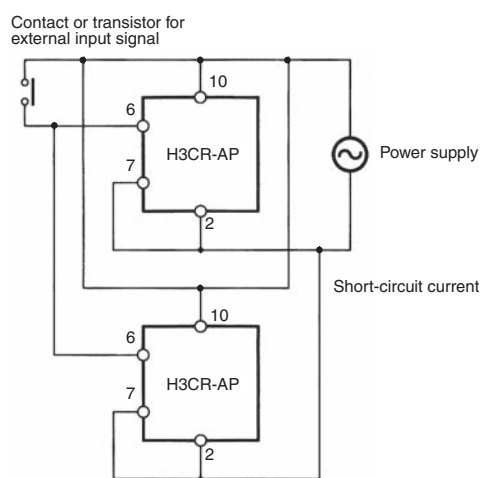 Contact or transistor for
external input signal
10
6
H3CR-AP
Power supply
7
2
Short-circuit current
10
6
H3CR-AP
7
2